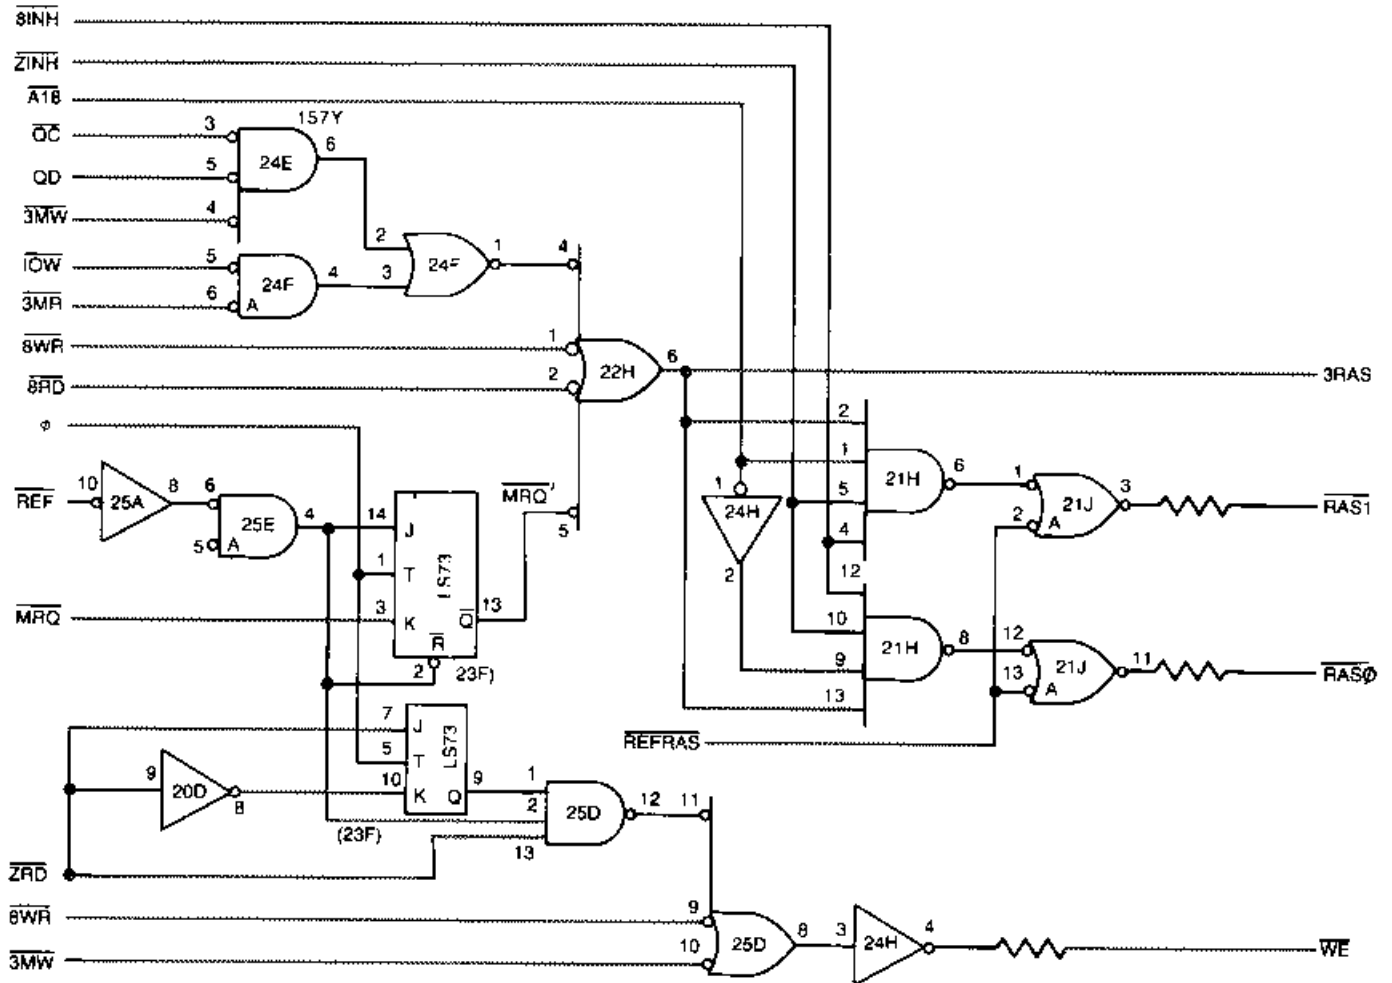 8INH
ZINH
A18
157Y
QC 3
24E 6
QD 5
3MW 4
IOW 5
24F 4
3MR 6 A
2 3 24F 1 4
8WR 1
8RD 2
22H 6
3RAS
φ
REF 10 25A 8 6
25E 4
5 A
14 J
1 T
MRQ 3 K
LS73
Q 13
R
2 (23F)
MRQ' 5
1 24H 2
2
1
5
4
21H 6
1 2 A 21J 3
RAS1
12
10
9
13
21H 8
12 13 A 21J 11
RASφ
REFRAS
7 J
5 T
10 K
LS73
Q 9
9 20D 8
(23F)
1
2
13
25D 12 11
ZRD
8WR 9
3MW 10
25D 8
3 24H 4
WE